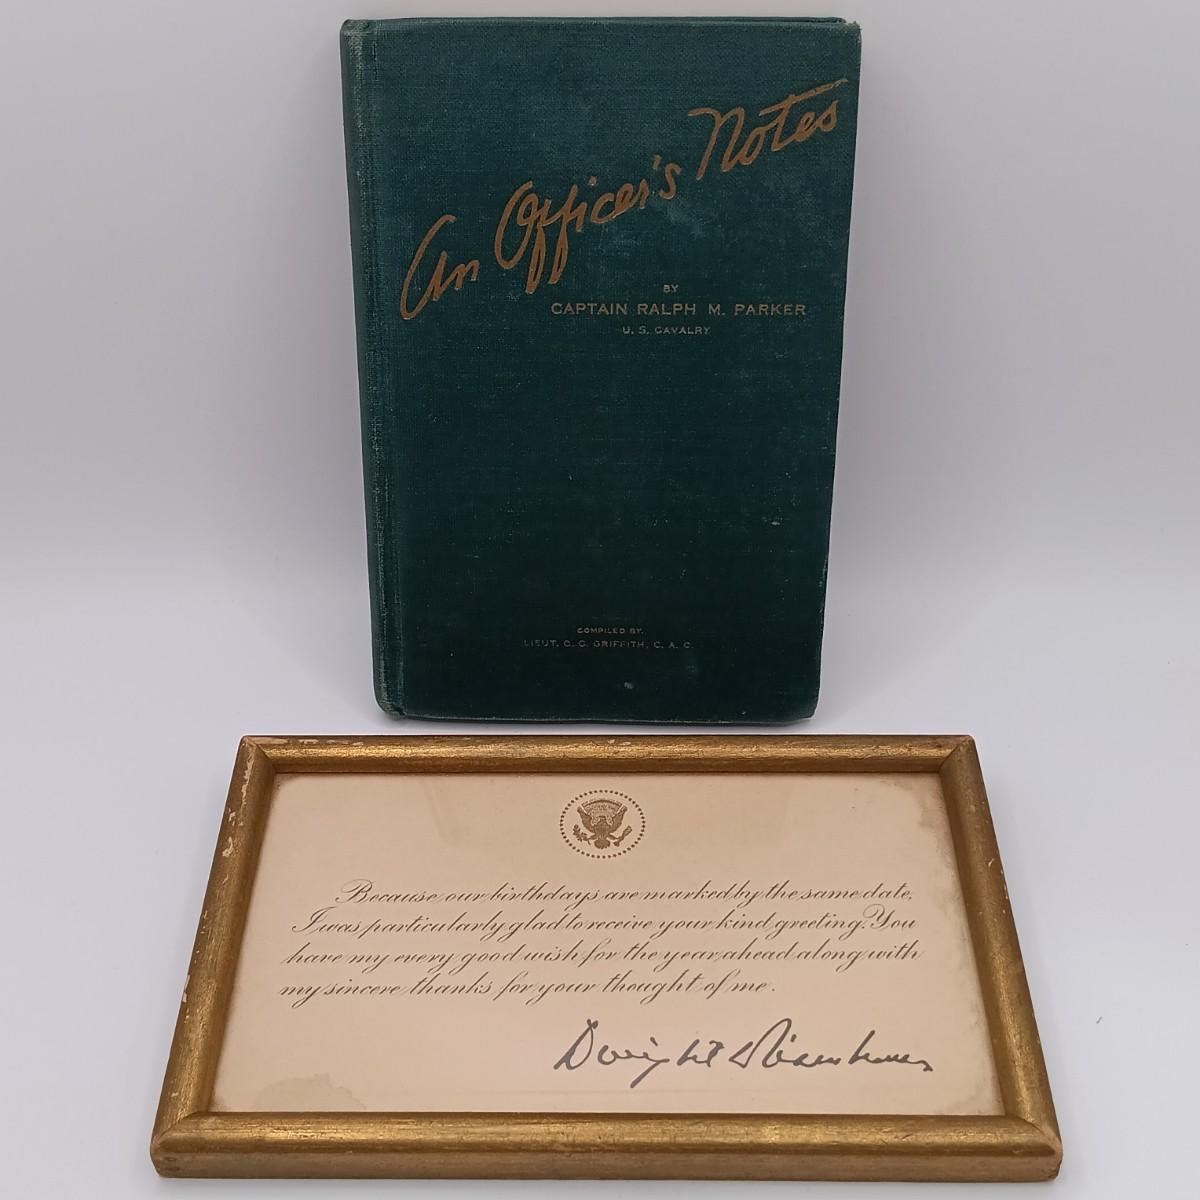 An Officer's Notes
BY
CAPTAIN RALPH M. PARKER
U. S. CAVALRY
COMPILED BY
LIEUT. C. C. GRIFFITH, C. A. C.
Because our birthdays are marked by the same date,
I was particularly glad to receive your kind greeting. You
have my every good wish for the year ahead along with
my sincere thanks for your thought of me.
Dwight Eisenhower